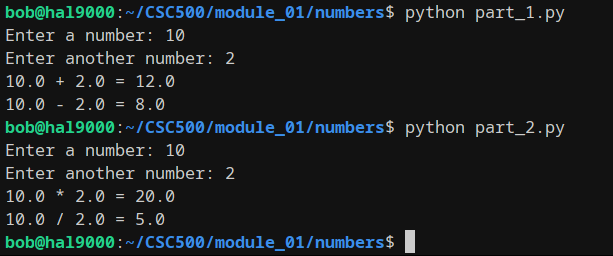 bob@hal9000:~/CSC500/module_01/numbers$ python part_1.py
Enter a number: 10
Enter another number: 2
10.0 + 2.0 = 12.0
10.0 - 2.0 = 8.0
bob@hal9000:~/CSC500/module_01/numbers$ python part_2.py
Enter a number: 10
Enter another number: 2
10.0 * 2.0 = 20.0
10.0 / 2.0 = 5.0
bob@hal9000:~/CSC500/module_01/numbers$